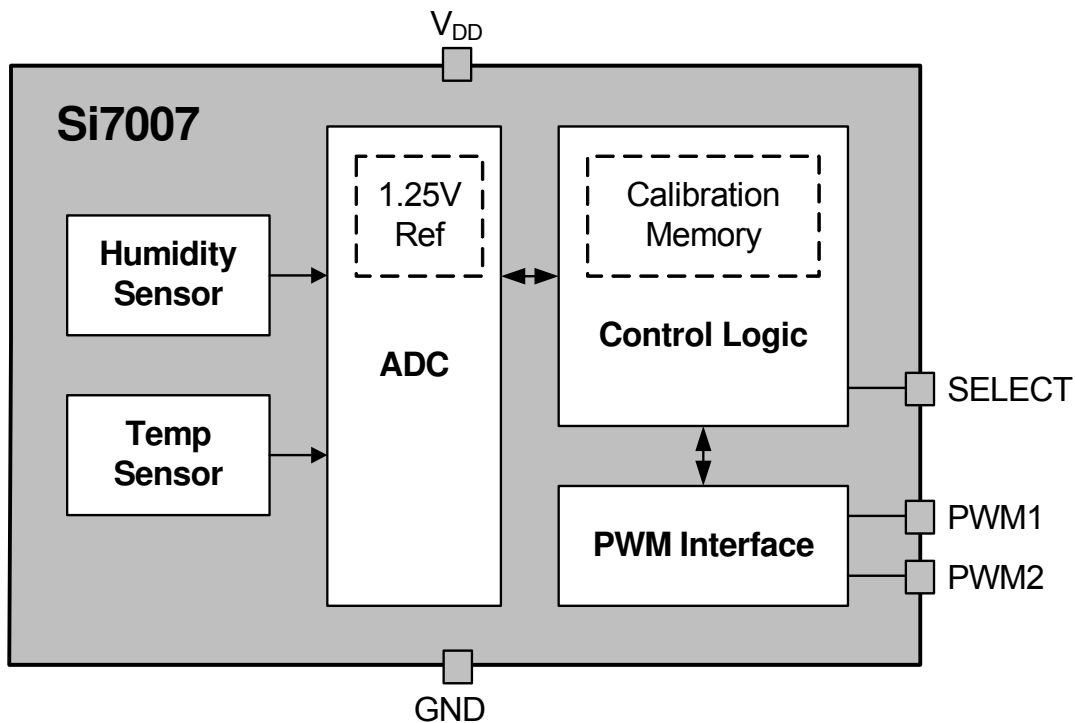 VDD
Si7007
1.25V
Ref
Calibration
Memory
Humidity
Sensor
Control Logic
ADC
SELECT
Temp
Sensor
PWM Interface
PWM1
PWM2
GND